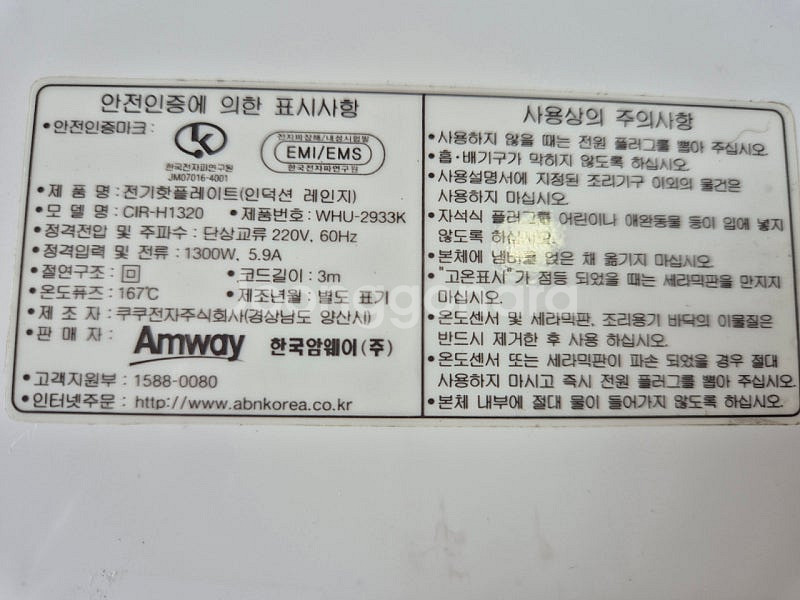 안전인증에 의한 표시사항
•안전인증마크 :
한국전자파연구원
JM07016-4001
전자파장해/내성시험필
EMI/EMS
한국전자파연구원
•제 품 명 : 전기핫플레이트(인덕션 레인지)
•모 델 명 : CIR-H1320 •제품번호 : WHU-2933K
•정격전압 및 주파수 : 단상교류 220V, 60Hz
•정격입력 및 전류 : 1300W, 5.9A
•절연구조 : •코드길이 : 3m
•온도퓨즈 : 167℃ •제조년월 : 별도 표기
•제 조 자 : 쿠쿠전자주식회사(경상남도 양산시)
•판 매 자 : Amway 한국암웨이(주)
•고객지원부 : 1588-0080
•인터넷주문 : http://www.abnkorea.co.kr
사용상의 주의사항
•사용하지 않을 때는 전원 플러그를 뽑아 주십시오.
•흡·배기구가 막히지 않도록 하십시오.
•사용설명서에 지정된 조리기구 이외의 물건은
사용하지 마십시오.
•자석식 플러그를 어린이나 애완동물 등이 입에 넣지
않도록 하십시오.
•본체에 냄비를 얹은 채 옮기지 마십시오.
•"고온표시"가 점등 되었을 때는 세라믹판을 만지지
마십시오.
•온도센서 및 세라믹판, 조리용기 바닥의 이물질은
반드시 제거한 후 사용 하십시오.
•온도센서 또는 세라믹판이 파손 되었을 경우 절대
사용하지 마시고 즉시 전원 플러그를 뽑아 주십시오.
•본체 내부에 절대 물이 들어가지 않도록 하십시오.